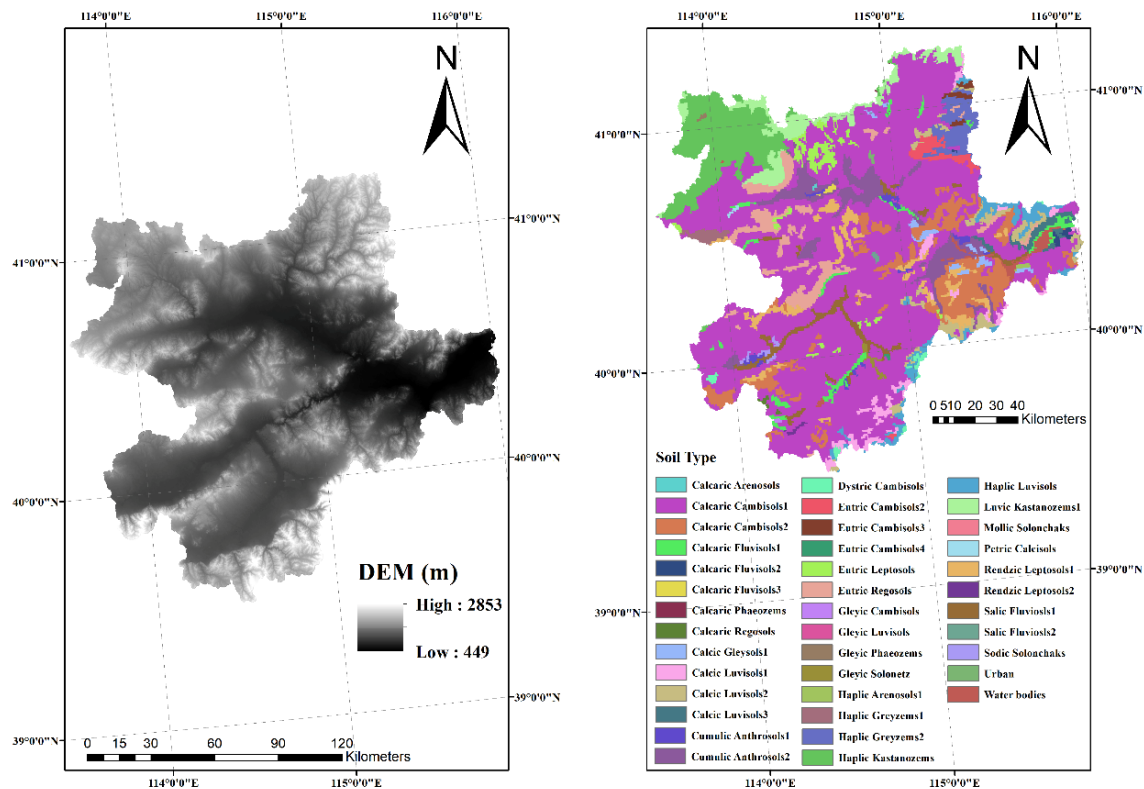 114°0'0"E 115°0'0"E 116°0'0"E
N
41°0'0"N
41°0'0"N
40°0'0"N
40°0'0"N
39°0'0"N
39°0'0"N
DEM (m)
High : 2853
Low : 449
0 15 30 60 90 120
Kilometers
114°0'0"E 115°0'0"E
114°0'0"E 115°0'0"E 116°0'0"E
N
41°0'0"N
41°0'0"N
40°0'0"N
40°0'0"N
39°0'0"N
39°0'0"N
0 510 20 30 40
Kilometers
Soil Type
Calcaric Arenosols
Calcaric Cambisols1
Calcaric Cambisols2
Calcaric Fluvisols1
Calcaric Fluvisols2
Calcaric Fluvisols3
Calcaric Phaeozems
Calcaric Regosols
Calcic Gleysols1
Calcic Luvisols1
Calcic Luvisols2
Calcic Luvisols3
Cumulic Anthrosols1
Cumulic Anthrosols2
Dystric Cambisols
Eutric Cambisols2
Eutric Cambisols3
Eutric Cambisols4
Eutric Leptosols
Eutric Regosols
Gleyic Cambisols
Gleyic Luvisols
Gleyic Phaeozems
Gleyic Solonetz
Haplic Arenosols1
Haplic Greyzems1
Haplic Greyzems2
Haplic Kastanozems
Haplic Luvisols
Luvic Kastanozems1
Mollic Solonchaks
Petric Calcisols
Rendzic Leptosols1
Rendzic Leptosols2
Salic Fluviosls1
Salic Fluviosls2
Sodic Solonchaks
Urban
Water bodies
114°0'0"E 115°0'0"E